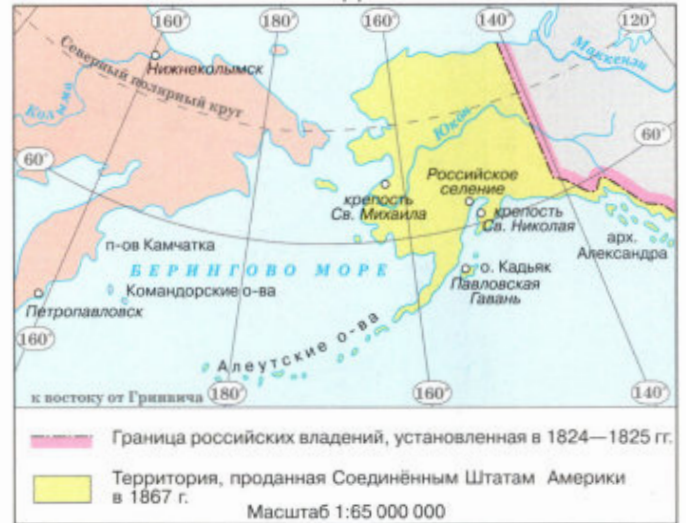 160°
180°
160°
140°
120°
Северный полярный круг
Нижнеколымск
Колыма
Маккензи
Юкон
60°
60°
Российское
селение
крепость
Св. Михаила
крепость
Св. Николая
арх.
Александра
п-ов Камчатка
БЕРИНГОВО МОРЕ
о. Кадьяк
Павловская
Гавань
Командорские о-ва
Петропавловск
160°
Алеутские о-ва
к востоку от Гринвича
180°
160°
140°
Граница российских владений, установленная в 1824—1825 гг.
Территория, проданная Соединённым Штатам Америки
в 1867 г.
Масштаб 1:65 000 000